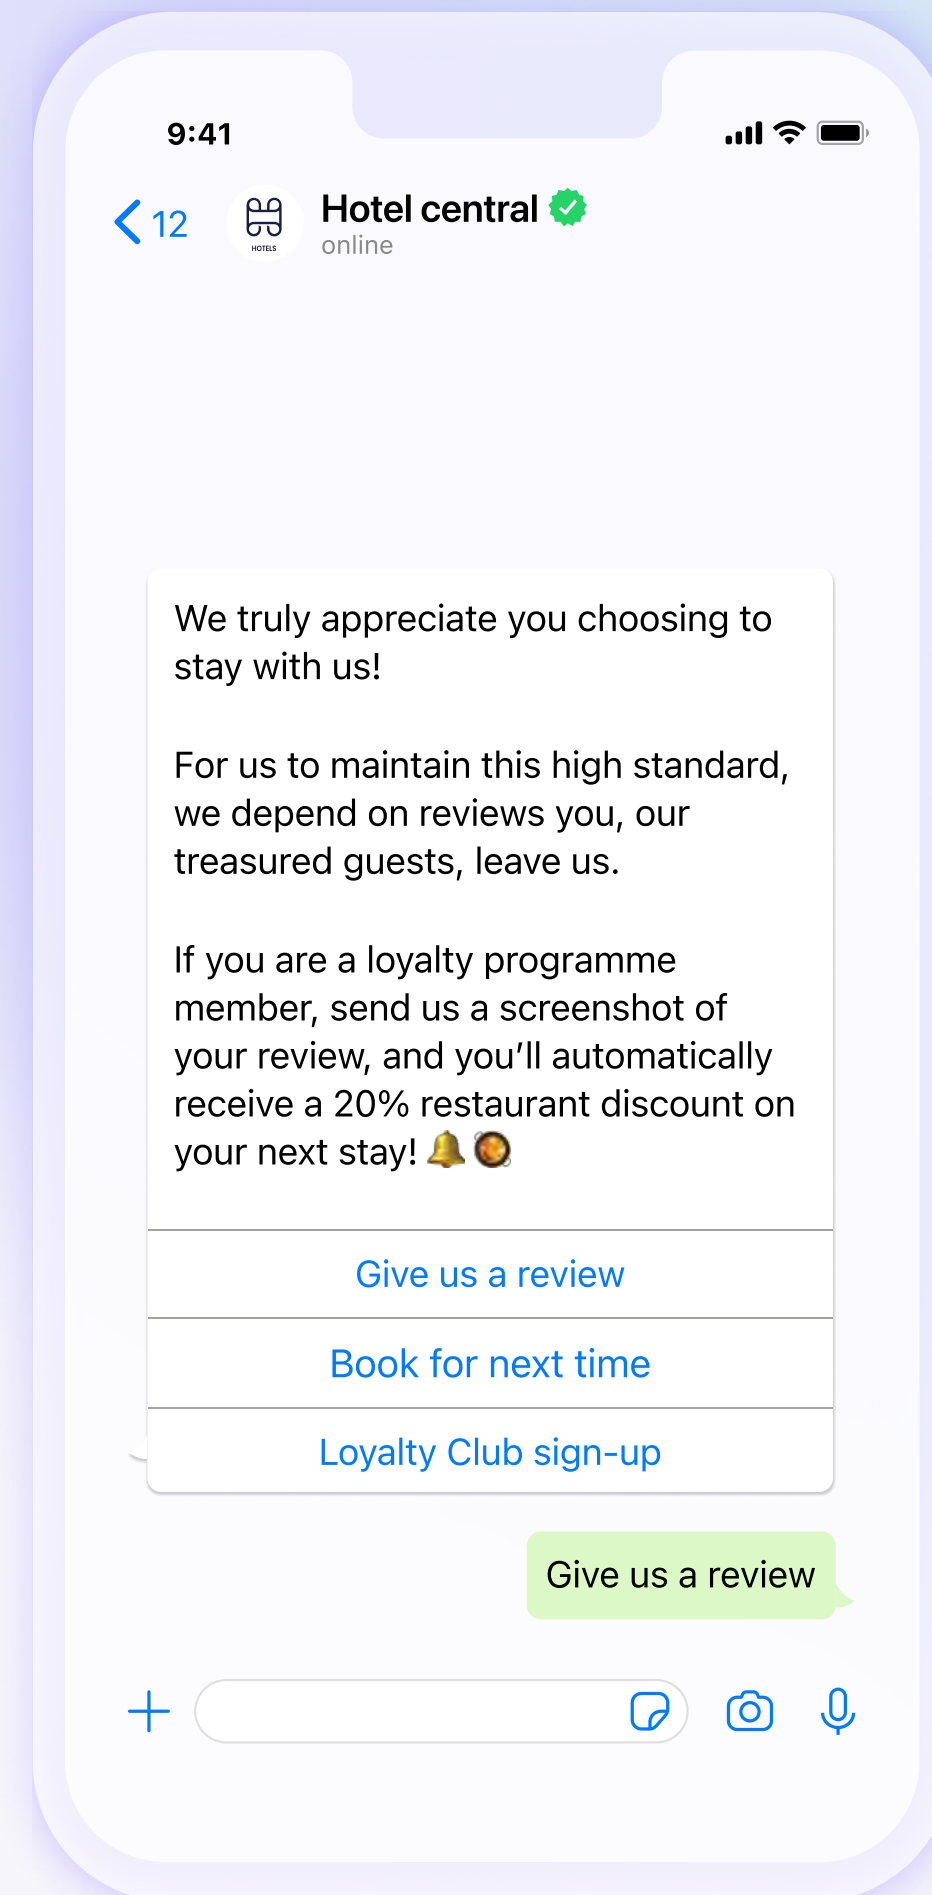 9:41
12
HOTELS
Hotel central
online
We truly appreciate you choosing to
stay with us!
For us to maintain this high standard,
we depend on reviews you, our
treasured guests, leave us.
If you are a loyalty programme
member, send us a screenshot of
your review, and you’ll automatically
receive a 20% restaurant discount on
your next stay! 🔔🥘
Give us a review
Book for next time
Loyalty Club sign-up
Give us a review